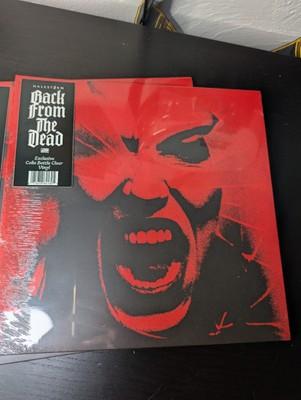 HALESTORM
Back
From
The
Dead
Exclusive
Coke Bottle Clear
Vinyl